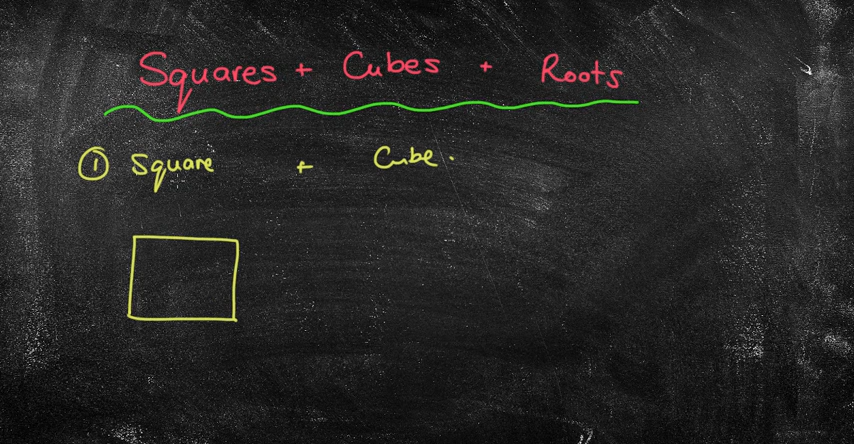 Squares + Cubes + Roots
① Square + Cube.